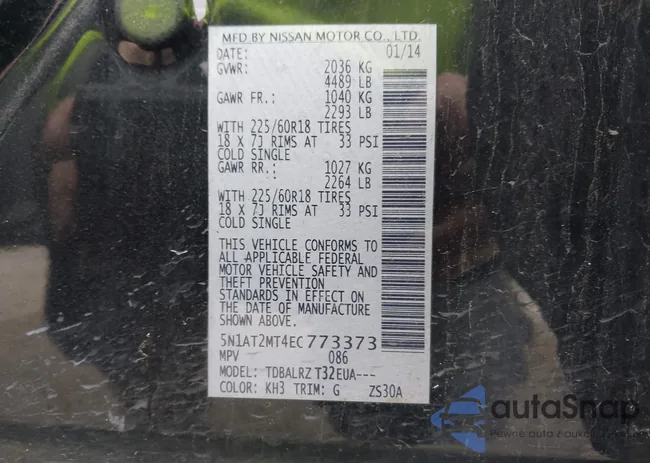 MFD BY NISSAN MOTOR CO., LTD.
DATE: 01/14
GVWR: 2036 KG
4489 LB
GAWR FR.: 1040 KG
2293 LB
WITH 225/60R18 TIRES
18 X 7J RIMS AT 33 PSI
COLD SINGLE
GAWR RR.: 1027 KG
2264 LB
WITH 225/60R18 TIRES
18 X 7J RIMS AT 33 PSI
COLD SINGLE
THIS VEHICLE CONFORMS TO
ALL APPLICABLE FEDERAL
MOTOR VEHICLE SAFETY AND
THEFT PREVENTION
STANDARDS IN EFFECT ON
THE DATE OF MANUFACTURE
SHOWN ABOVE.
5N1AT2MT4EC773373
MPV 086
MODEL: TDBALRZ T32EUA---
COLOR: KH3 TRIM: G ZS30A
autaSnap
Pewne auta z aukcji